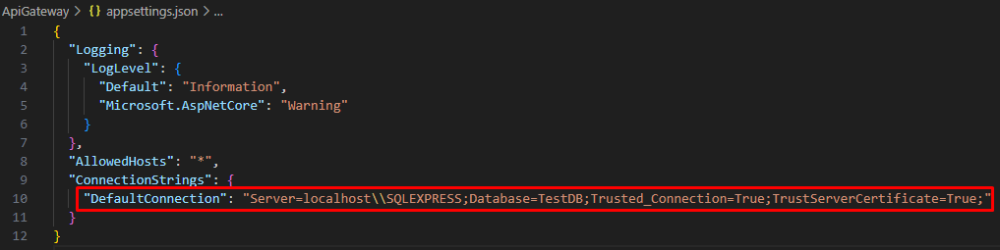 ApiGateway > {} appsettings.json > ...
1 {
2 "Logging": {
3 "LogLevel": {
4 "Default": "Information",
5 "Microsoft.AspNetCore": "Warning"
6 }
7 },
8 "AllowedHosts": "*",
9 "ConnectionStrings": {
10 "DefaultConnection": "Server=localhost\\SQLEXPRESS;Database=TestDB;Trusted_Connection=True;TrustServerCertificate=True;"
11 }
12 }